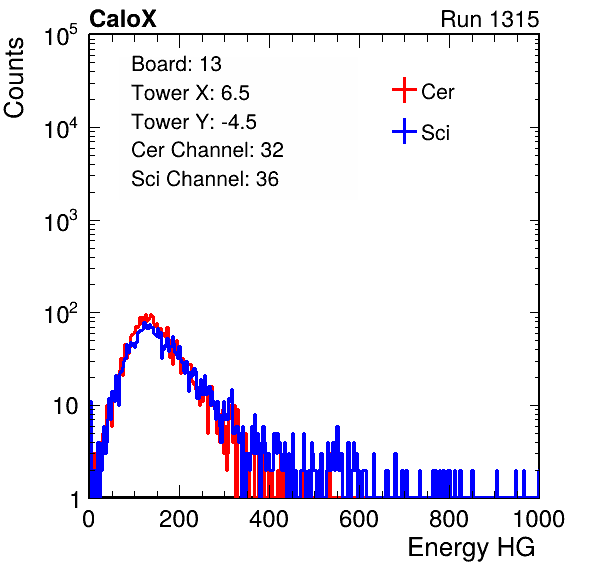 CaloX Run 1315
Board: 13
Tower X: 6.5
Tower Y: -4.5
Cer Channel: 32
Sci Channel: 36
Cer
Sci
Counts
10^5
10^4
10^3
10^2
10
1
0 200 400 600 800 1000
Energy HG